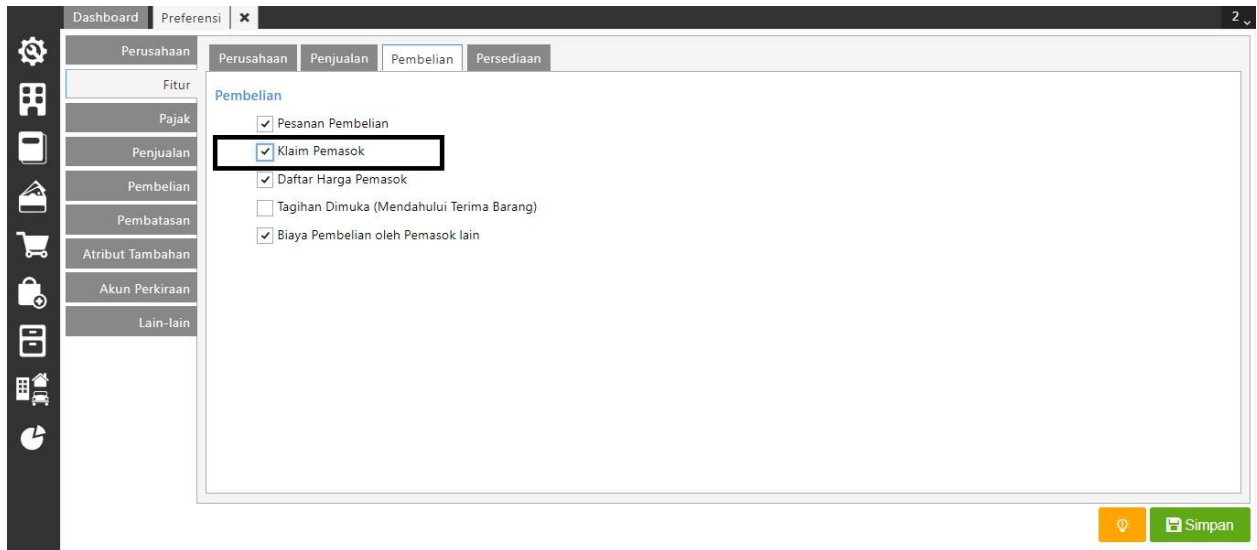 Dashboard Preferensi
2
Perusahaan
Fitur
Pajak
Penjualan
Pembelian
Pembatasan
Atribut Tambahan
Akun Perkiraan
Lain-lain
Perusahaan Penjualan Pembelian Persediaan
Pembelian
Pesanan Pembelian
Klaim Pemasok
Daftar Harga Pemasok
Tagihan Dimuka (Mendahului Terima Barang)
Biaya Pembelian oleh Pemasok lain
Simpan